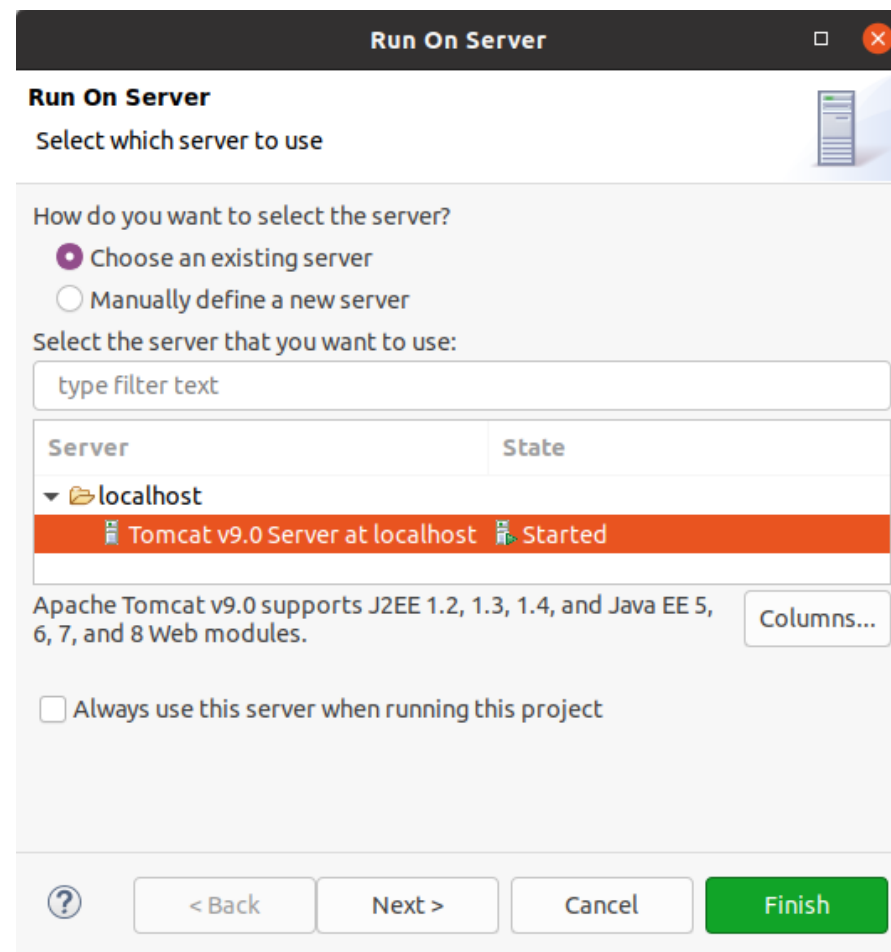 Run On Server
Run On Server
Select which server to use
How do you want to select the server?
Choose an existing server
Manually define a new server
Select the server that you want to use:
type filter text
Server State
localhost
Tomcat v9.0 Server at localhost Started
Apache Tomcat v9.0 supports J2EE 1.2, 1.3, 1.4, and Java EE 5,
6, 7, and 8 Web modules.
Columns...
Always use this server when running this project
? < Back Next > Cancel Finish